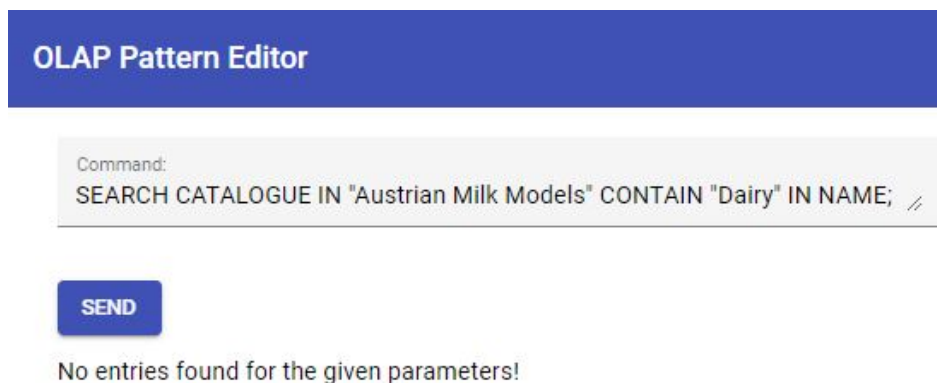 OLAP Pattern Editor
Command:
SEARCH CATALOGUE IN "Austrian Milk Models" CONTAIN "Dairy" IN NAME;
SEND
No entries found for the given parameters!